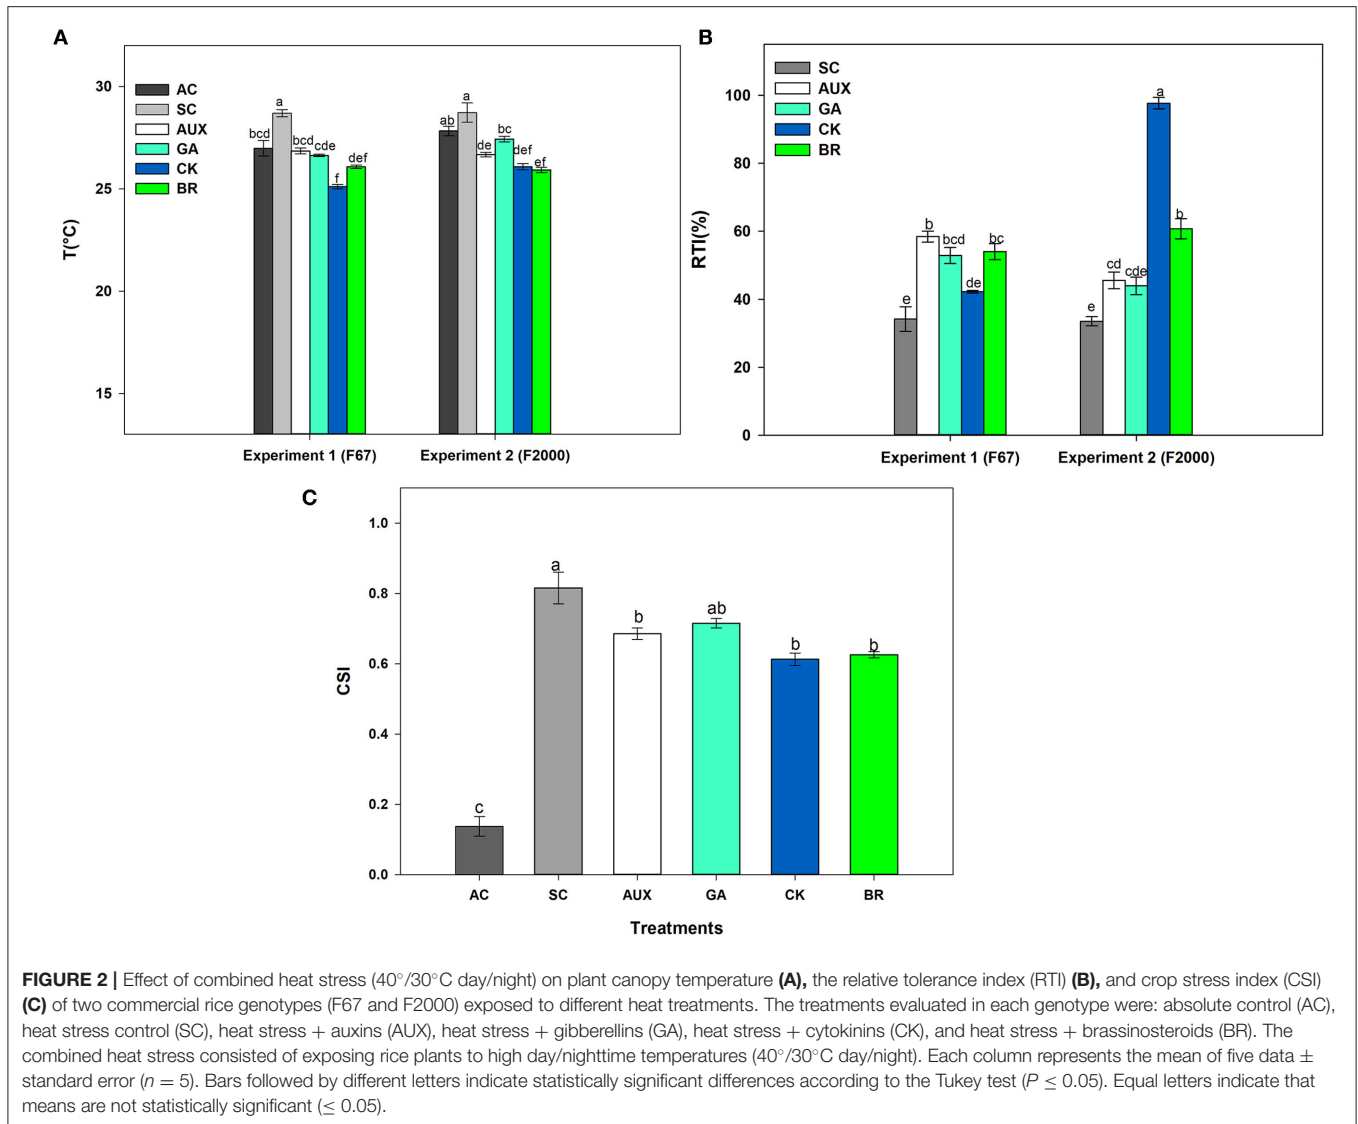 A
T(°C)
30
25
20
15
AC
SC
AUX
GA
CK
BR
bcd
a
bcd
cde
f
def
ab
a
de
bc
def
ef
Experiment 1 (F67)
Experiment 2 (F2000)
B
RTI(%)
100
80
60
40
20
0
SC
AUX
GA
CK
BR
e
b
bcd
de
bc
e
cd
cde
a
b
Experiment 1 (F67)
Experiment 2 (F2000)
C
CSI
1.0
0.8
0.6
0.4
0.2
0.0
c
a
b
ab
b
b
AC
SC
AUX
GA
CK
BR
Treatments
FIGURE 2 | Effect of combined heat stress (40°/30°C day/night) on plant canopy temperature (A), the relative tolerance index (RTI) (B), and crop stress index (CSI)
(C) of two commercial rice genotypes (F67 and F2000) exposed to different heat treatments. The treatments evaluated in each genotype were: absolute control (AC),
heat stress control (SC), heat stress + auxins (AUX), heat stress + gibberellins (GA), heat stress + cytokinins (CK), and heat stress + brassinosteroids (BR). The
combined heat stress consisted of exposing rice plants to high day/nighttime temperatures (40°/30°C day/night). Each column represents the mean of five data ±
standard error (n = 5). Bars followed by different letters indicate statistically significant differences according to the Tukey test (P ≤ 0.05). Equal letters indicate that
means are not statistically significant (≤ 0.05).